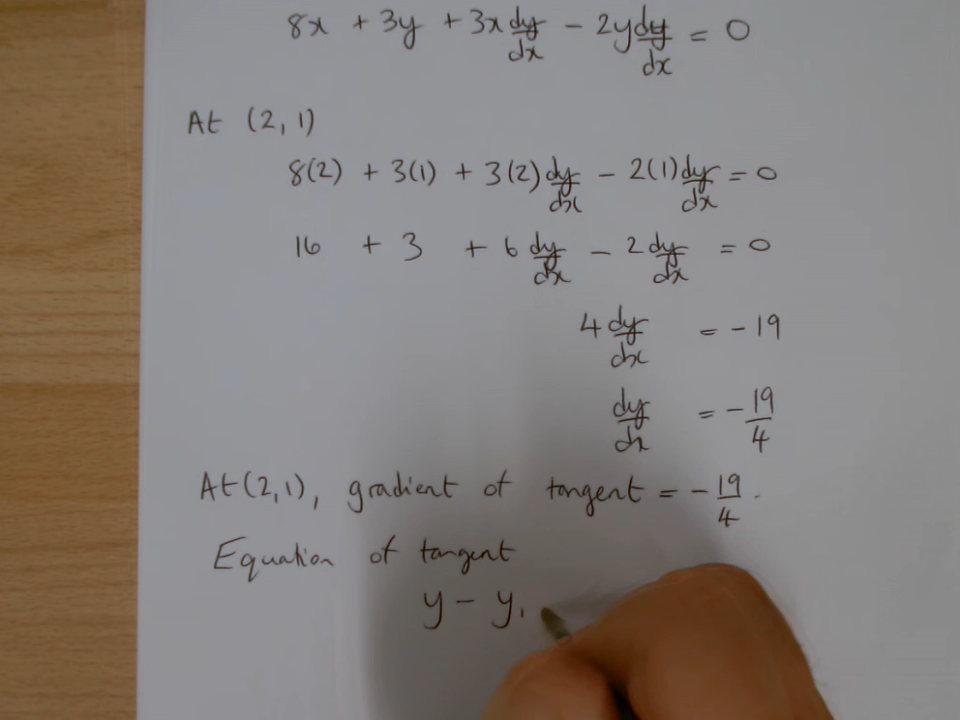 8x + 3y + 3x dy/dx - 2y dy/dx = 0
At (2,1)
8(2) + 3(1) + 3(2) dy/dx - 2(1) dy/dx = 0
16 + 3 + 6 dy/dx - 2 dy/dx = 0
4 dy/dx = -19
dy/dx = -19/4
At (2,1), gradient of tangent = -19/4.
Equation of tangent
y - y₁